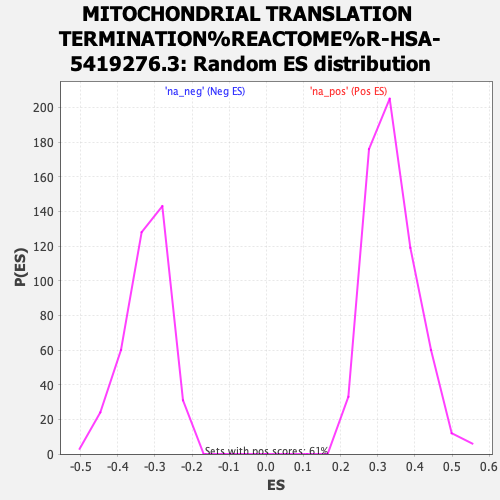 MITOCHONDRIAL TRANSLATION
TERMINATION%REACTOME%R-HSA-
5419276.3: Random ES distribution
'na_neg' (Neg ES) 'na_pos' (Pos ES)
200
180
160
140
120
100
80
60
40
20
0
P(ES)
Sets with pos scores: 61%
-0.5 -0.4 -0.3 -0.2 -0.1 0.0 0.1 0.2 0.3 0.4 0.5 0.6
ES